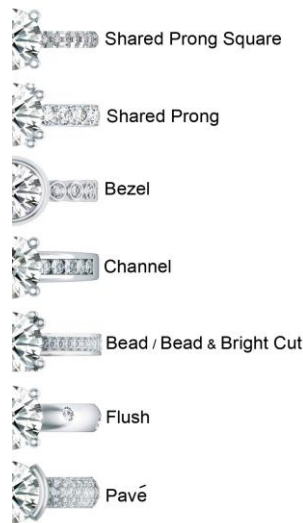 Shared Prong Square
Shared Prong
Bezel
Channel
Bead / Bead & Bright Cut
Flush
Pavé